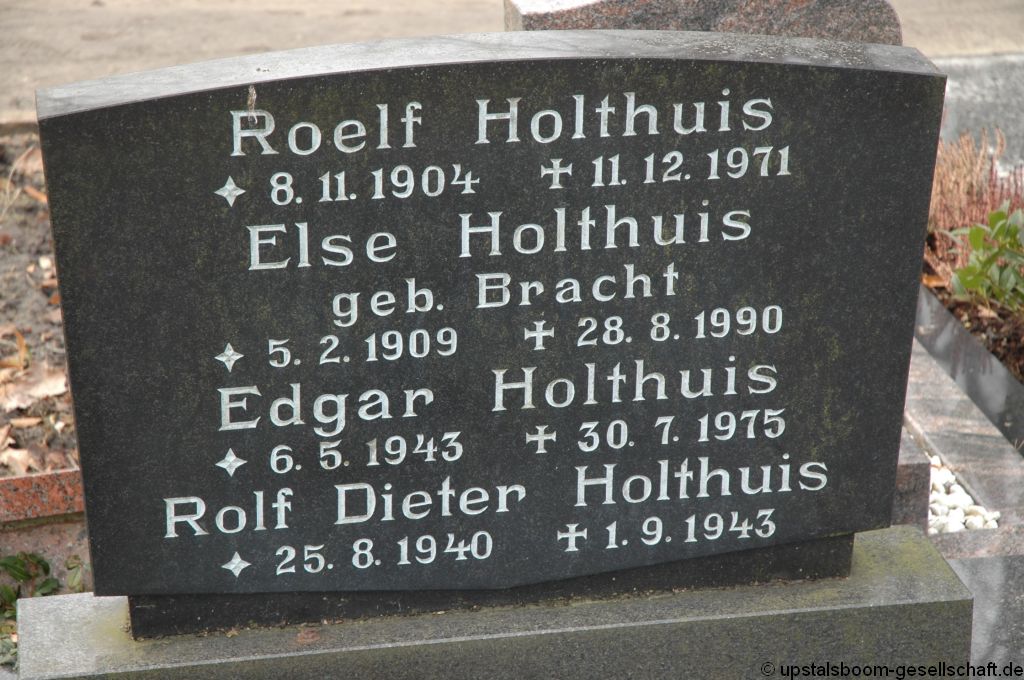 Roelf Holthuis
✧ 8. 11. 1904 ✝ 11. 12. 1971
Else Holthuis
geb. Bracht
✧ 5. 2. 1909 ✝ 28. 8. 1990
Edgar Holthuis
✧ 6. 5. 1943 ✝ 30. 7. 1975
Rolf Dieter Holthuis
✧ 25. 8. 1940 ✝ 1. 9. 1943
© upstalsboom-gesellschaft.de